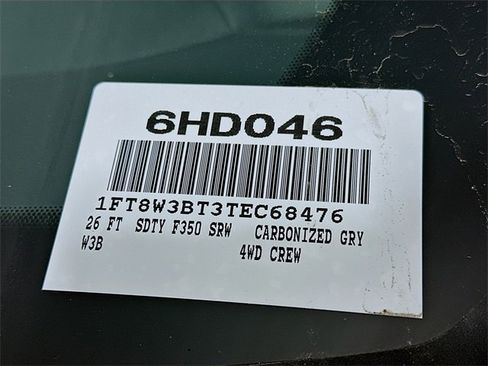 6HD046
1FT8W3BT3TEC68476
26 FT SDTY F350 SRW CARBONIZED GRY
W3B 4WD CREW